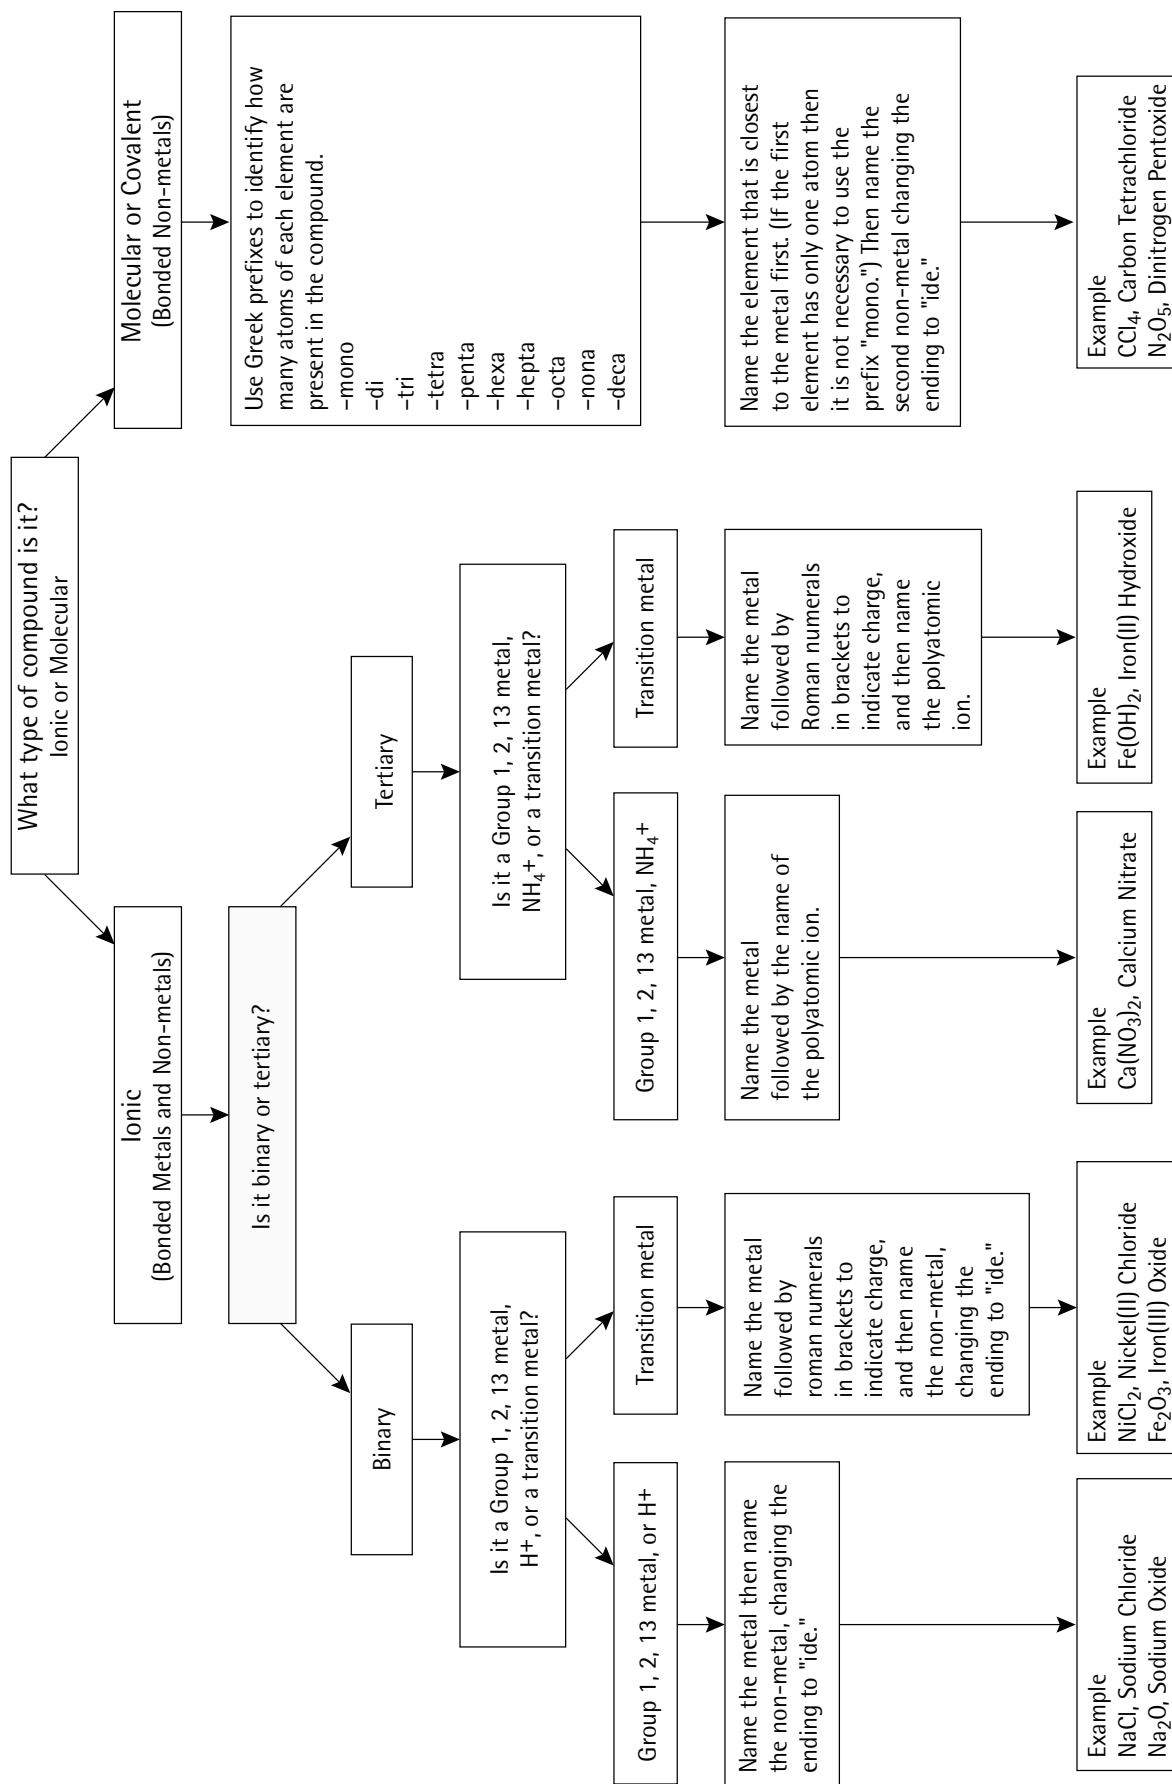 What type of compound is it?
Ionic or Molecular
Ionic
(Bonded Metals and Non-metals)
Molecular or Covalent
(Bonded Non-metals)
Is it binary or tertiary?
Use Greek prefixes to identify how
many atoms of each element are
present in the compound.
–mono
–di
–tri
–tetra
–penta
–hexa
–hepta
–octa
–nona
–deca
Binary
Tertiary
Is it a Group 1, 2, 13 metal,
H+, or a transition metal?
Is it a Group 1, 2, 13 metal,
NH₄+, or a transition metal?
Group 1, 2, 13 metal, or H+
Transition metal
Group 1, 2, 13 metal, NH₄+
Transition metal
Name the metal then name
the non-metal, changing the
ending to "ide."
Name the metal
followed by
roman numerals
in brackets to
indicate charge,
and then name
the non-metal,
changing the
ending to "ide."
Name the metal
followed by the name of
the polyatomic ion.
Name the metal
followed by
Roman numerals
in brackets to
indicate charge,
and then name
the polyatomic
ion.
Name the element that is closest
to the metal first. (If the first
element has only one atom then
it is not necessary to use the
prefix "mono.") Then name the
second non-metal changing the
ending to "ide."
Example
NaCl, Sodium Chloride
Na₂O, Sodium Oxide
Example
NiCl₂, Nickel(II) Chloride
Fe₂O₃, Iron(III) Oxide
Example
Ca(NO₃)₂, Calcium Nitrate
Example
Fe(OH)₂, Iron(II) Hydroxide
Example
CCl₄, Carbon Tetrachloride
N₂O₅, Dinitrogen Pentoxide